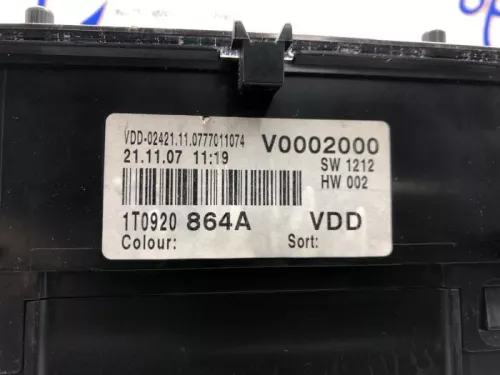 VDD-02421.11.0777011074 V0002000
21.11.07 11:19 SW 1212
HW 002
1T0920 864A VDD
Colour: Sort: